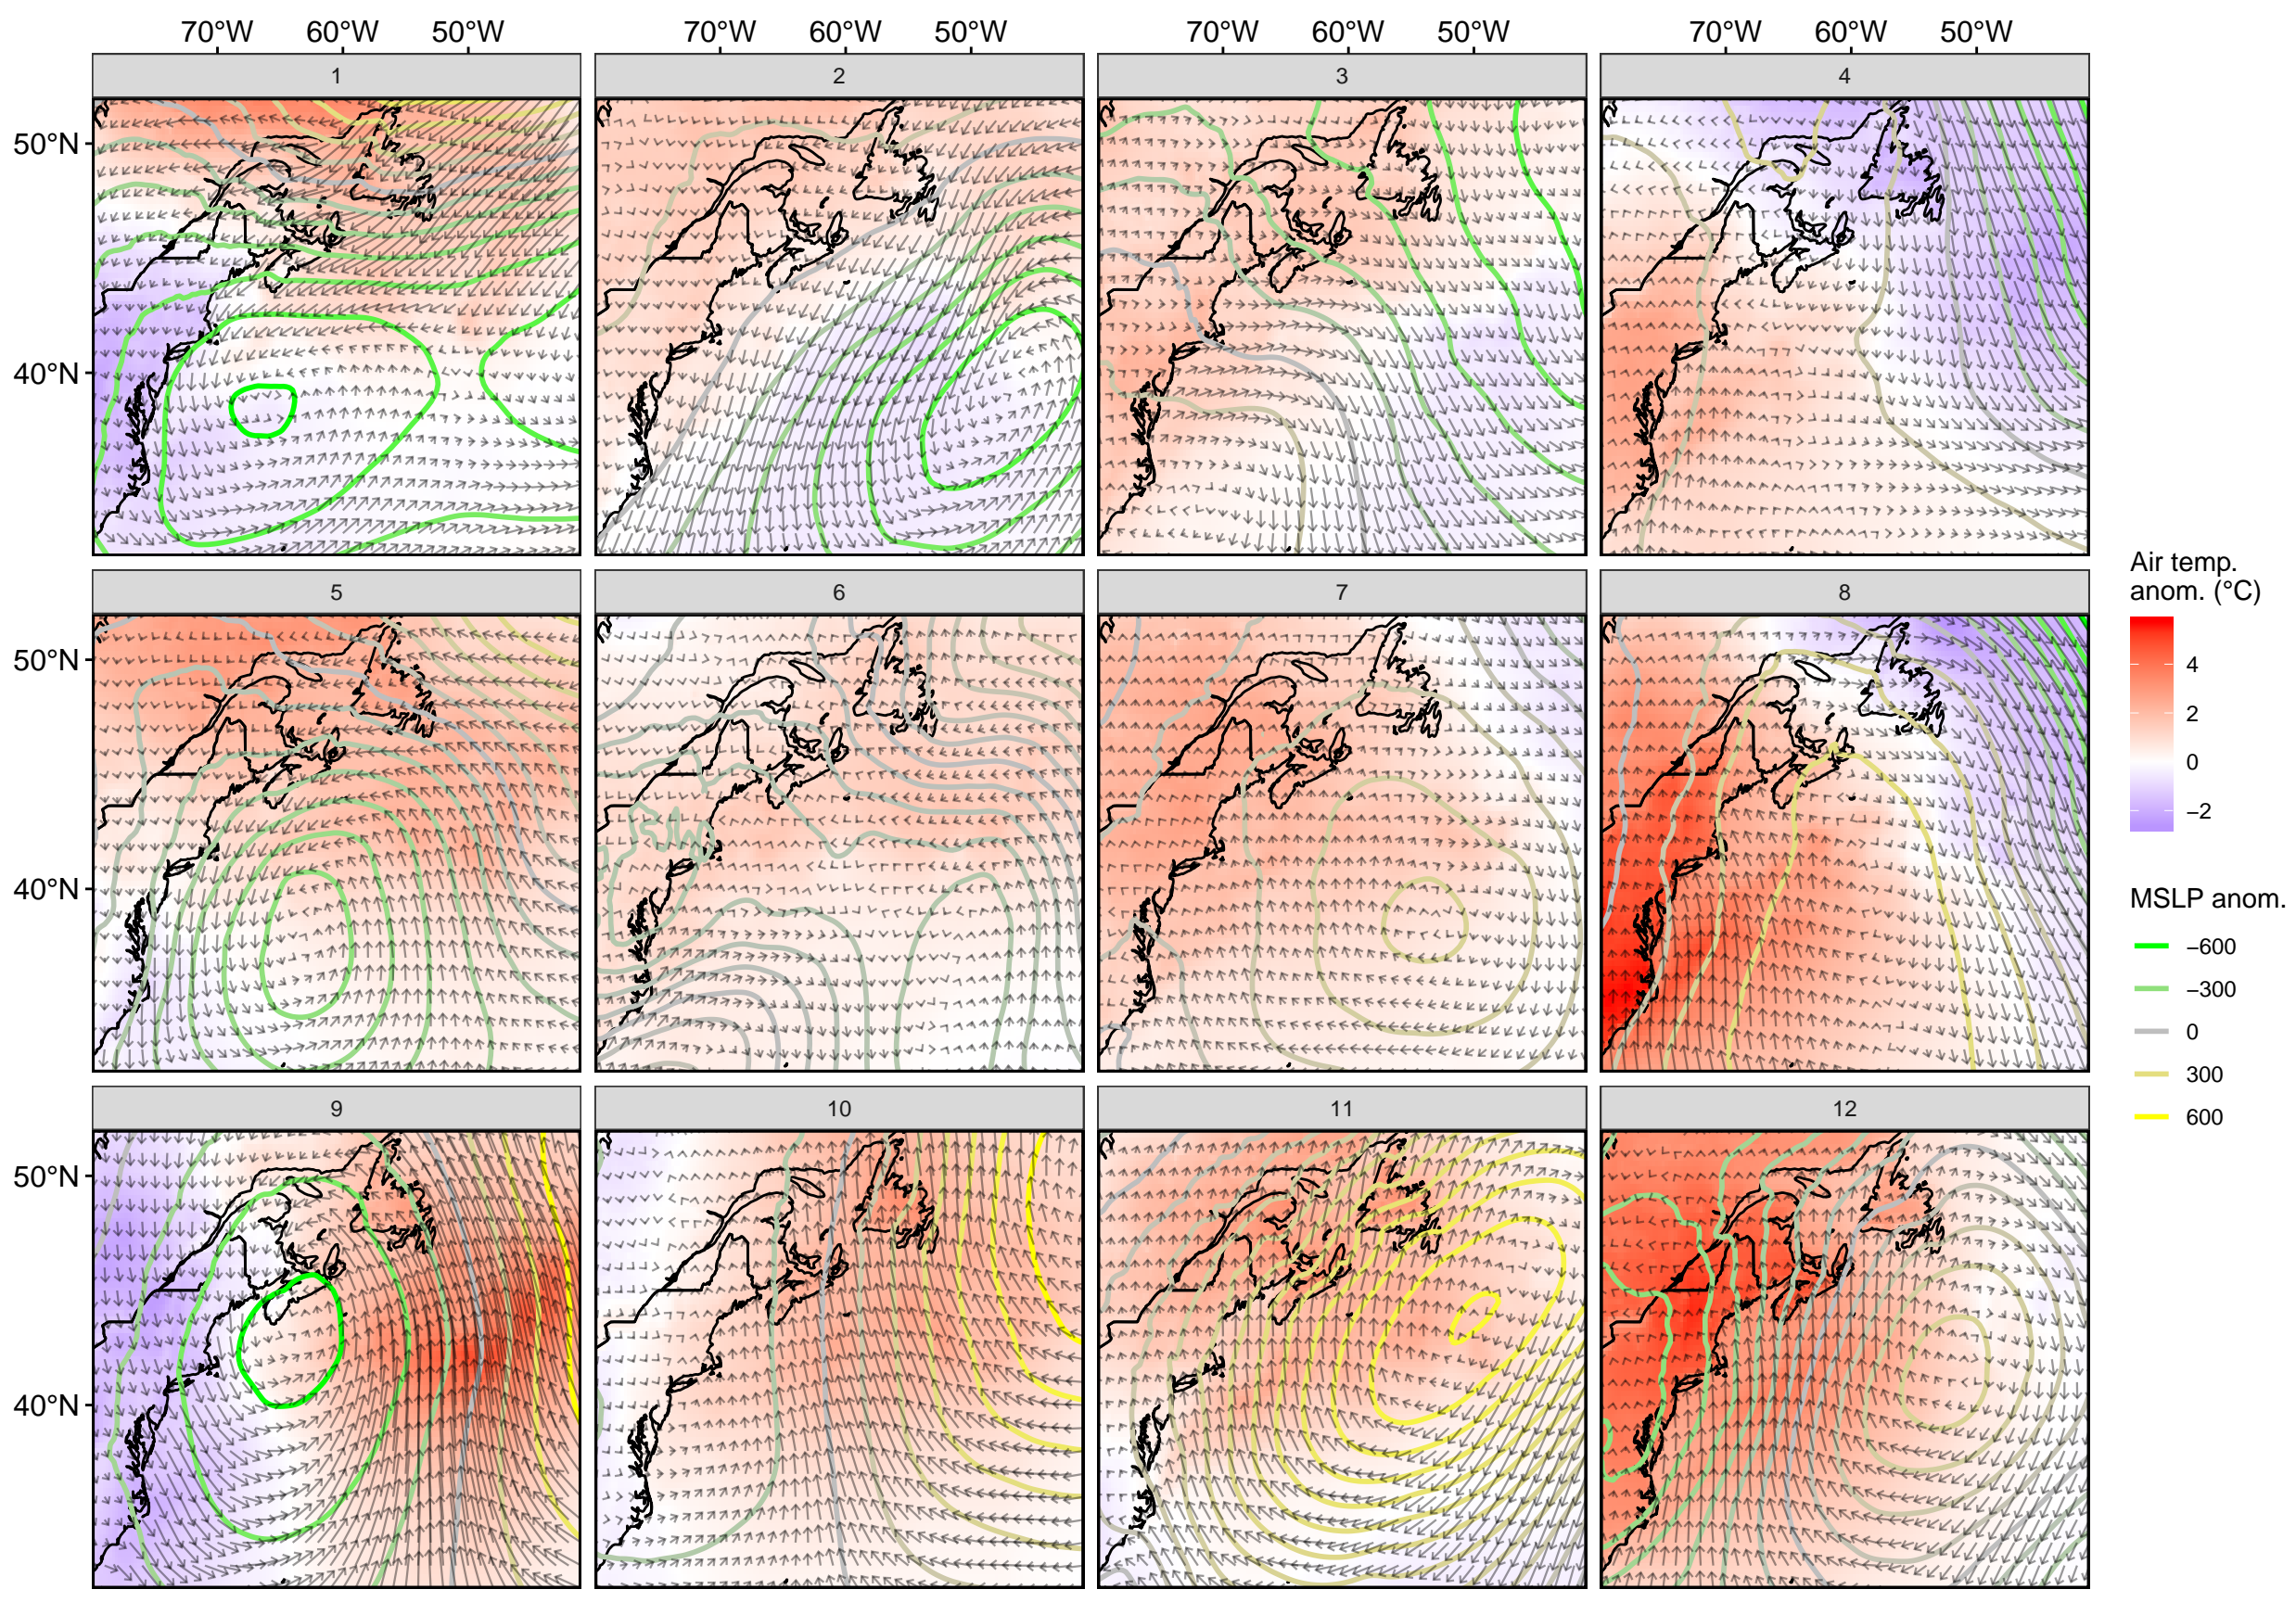 70°W 60°W 50°W 70°W 60°W 50°W 70°W 60°W 50°W 70°W 60°W 50°W
1 2 3 4
50°N
40°N
5 6 7 8
50°N
40°N
9 10 11 12
50°N
40°N
Air temp.
anom. (°C)
4
2
0
−2
MSLP anom.
−600
−300
0
300
600